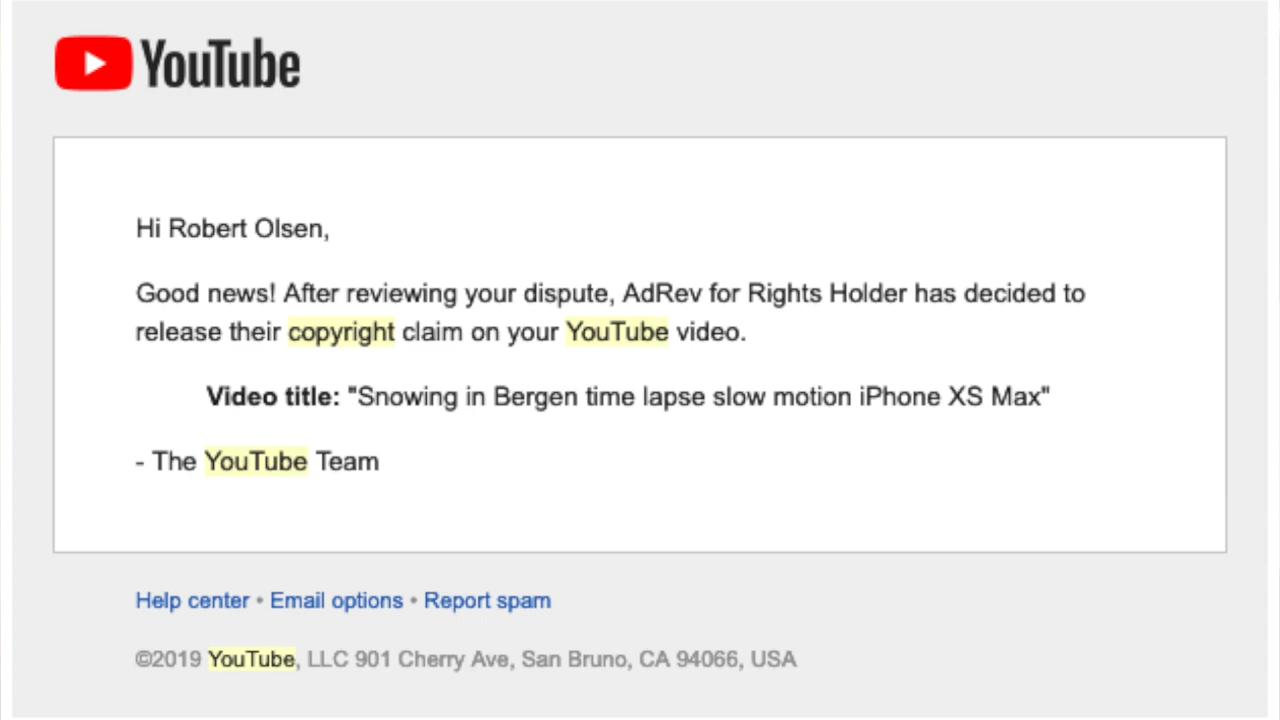 YouTube
Hi Robert Olsen,
Good news! After reviewing your dispute, AdRev for Rights Holder has decided to
release their copyright claim on your YouTube video.
Video title: "Snowing in Bergen time lapse slow motion iPhone XS Max"
- The YouTube Team
Help center • Email options • Report spam
©2019 YouTube, LLC 901 Cherry Ave, San Bruno, CA 94066, USA